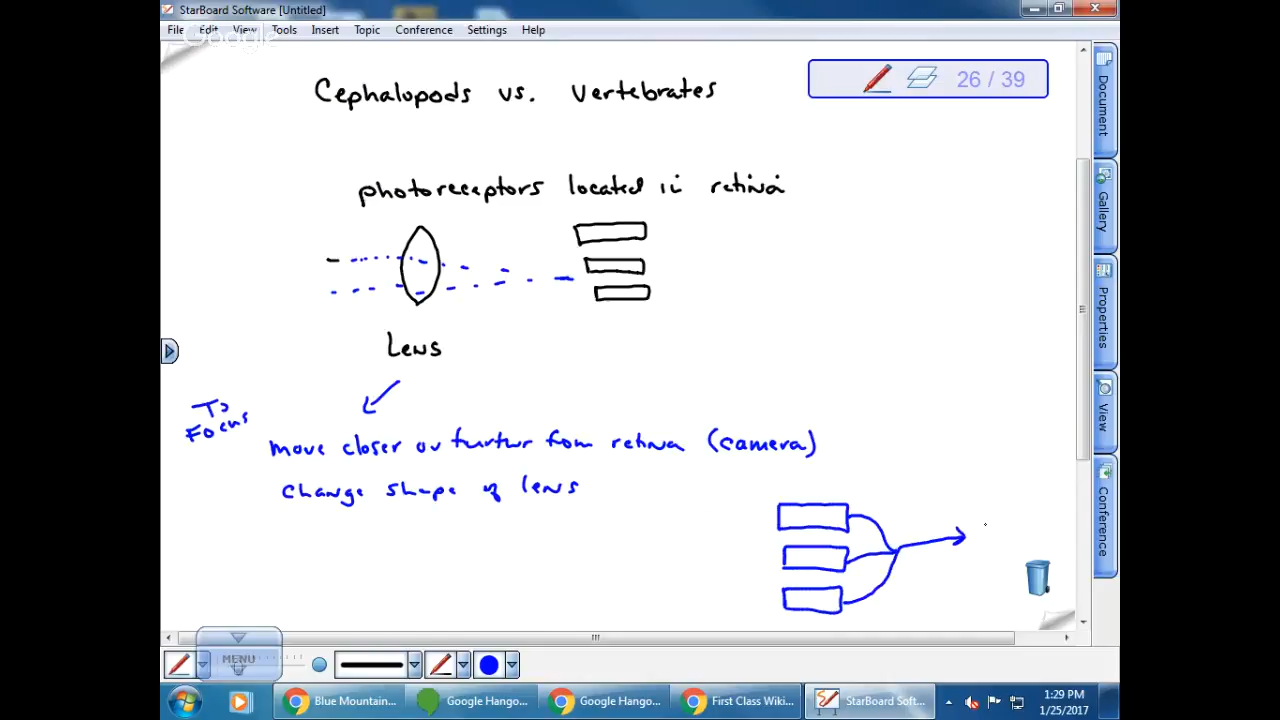 StarBoard Software [Untitled]
File Edit View Tools Insert Topic Conference Settings Help
Google
26 / 39
Cephalopods vs. vertebrates
photoreceptors located in retina
Lens
To
Focus
move closer or further from retina (camera)
change shape of lens
Document
Gallery
Properties
View
Conference
MENU
Blue Mountain...
Google Hango...
Google Hango...
First Class Wiki...
StarBoard Soft...
1:29 PM
1/25/2017